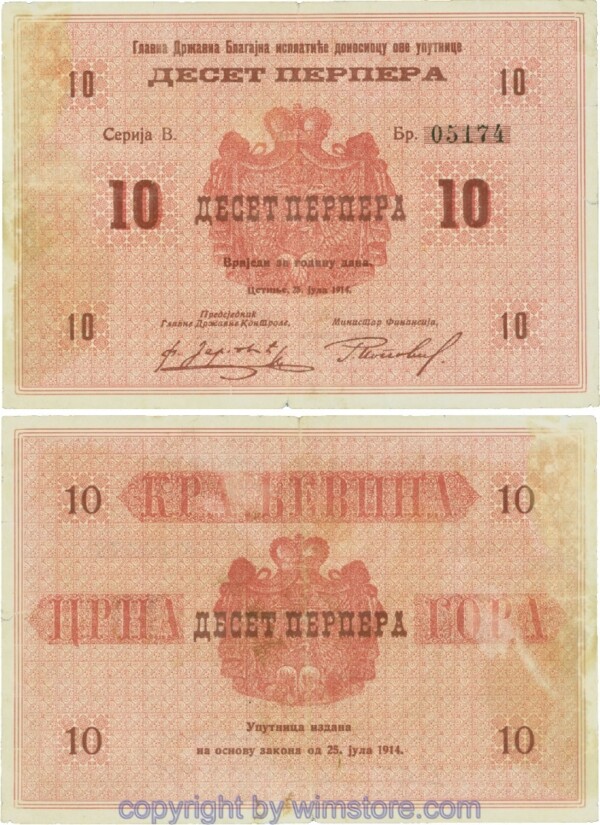 Главна Државна Благајна исплатиће доносиоцу ове упутнице
10 ДЕСЕТ ПЕРПЕРА 10
Серија В. Бр. 05174
10 ДЕСЕТ ПЕРПЕРА 10
Вриједи за годину дана.
Цетиње, 25. јула 1914.
Предсједник
Главне Државне Контроле, Министар Финансија,
10 10
КРАЉЕВИНА
10 10
ЦРНА ДЕСЕТ ПЕРПЕРА ГОРА
Упутница издана
10 на основу закона од 25. јула 1914. 10
copyright by wimstore.com